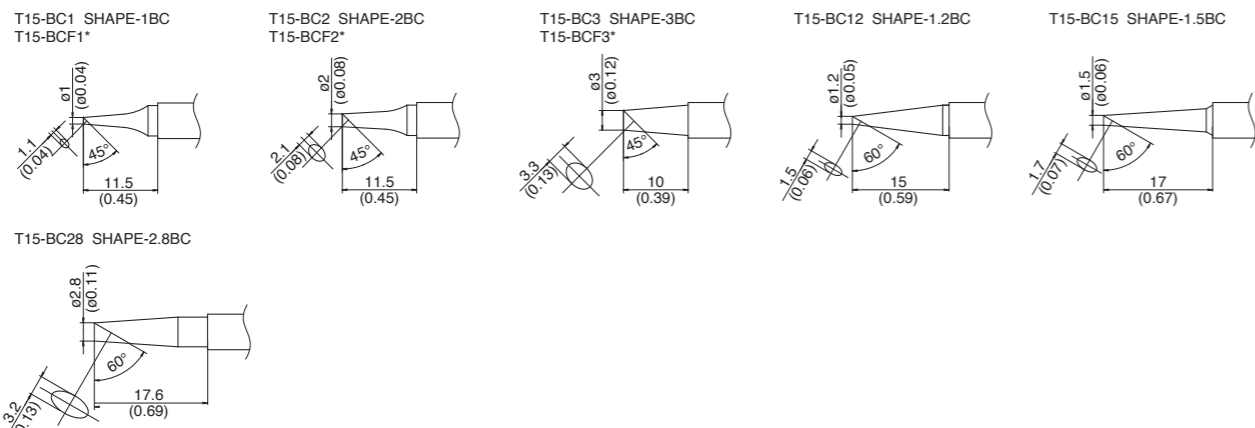 T15-BC1 SHAPE-1BC
T15-BCF1*
ø1
(ø0.04)
1.1
(0.04)
45°
11.5
(0.45)
T15-BC2 SHAPE-2BC
T15-BCF2*
ø2
(ø0.08)
2.1
(0.08)
45°
11.5
(0.45)
T15-BC3 SHAPE-3BC
T15-BCF3*
ø3
(ø0.12)
3.3
(0.13)
45°
10
(0.39)
T15-BC12 SHAPE-1.2BC
ø1.2
(ø0.05)
1.5
(0.06)
60°
15
(0.59)
T15-BC15 SHAPE-1.5BC
ø1.5
(ø0.06)
1.7
(0.07)
60°
17
(0.67)
T15-BC28 SHAPE-2.8BC
ø2.8
(ø0.11)
3.2
0.13)
60°
17.6
(0.69)